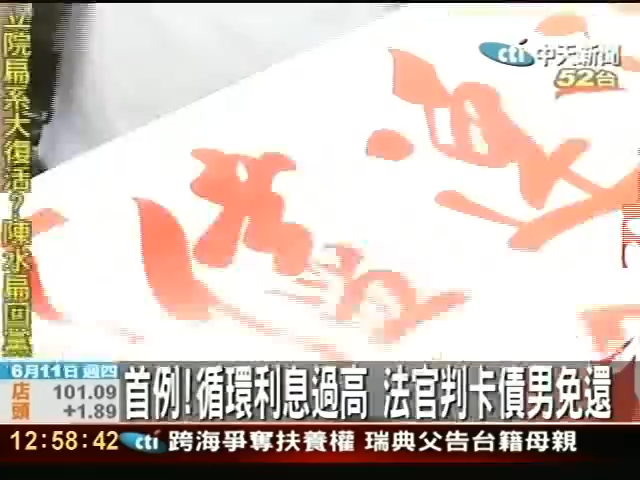 立院扁系大復活?陳水扁回黨
cti 中天新聞
52台
6月11日 週四
店頭 101.09 +1.89
首例!循環利息過高 法官判卡債男免還
12:58:42 cti 跨海爭奪扶養權 瑞典父告台籍母親